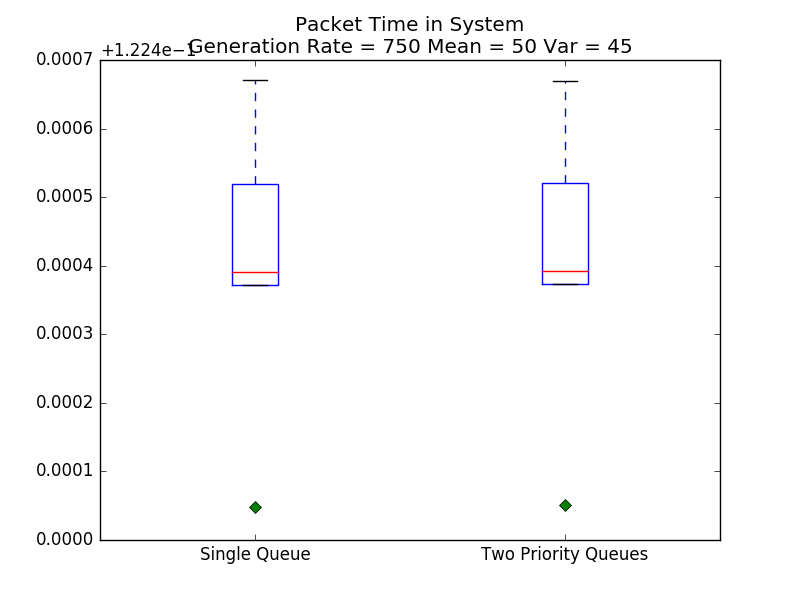 Packet Time in System
Generation Rate = 750 Mean = 50 Var = 45
+1.224e−1
0.0007
0.0006
0.0005
0.0004
0.0003
0.0002
0.0001
0.0000
Single Queue
Two Priority Queues